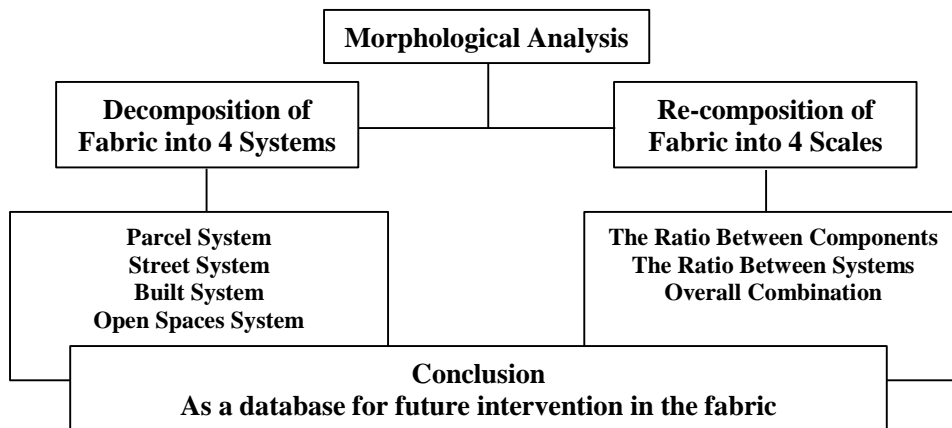 Morphological Analysis
Decomposition of
Fabric into 4 Systems
Re-composition of
Fabric into 4 Scales
Parcel System
Street System
Built System
Open Spaces System
The Ratio Between Components
The Ratio Between Systems
Overall Combination
Conclusion
As a database for future intervention in the fabric